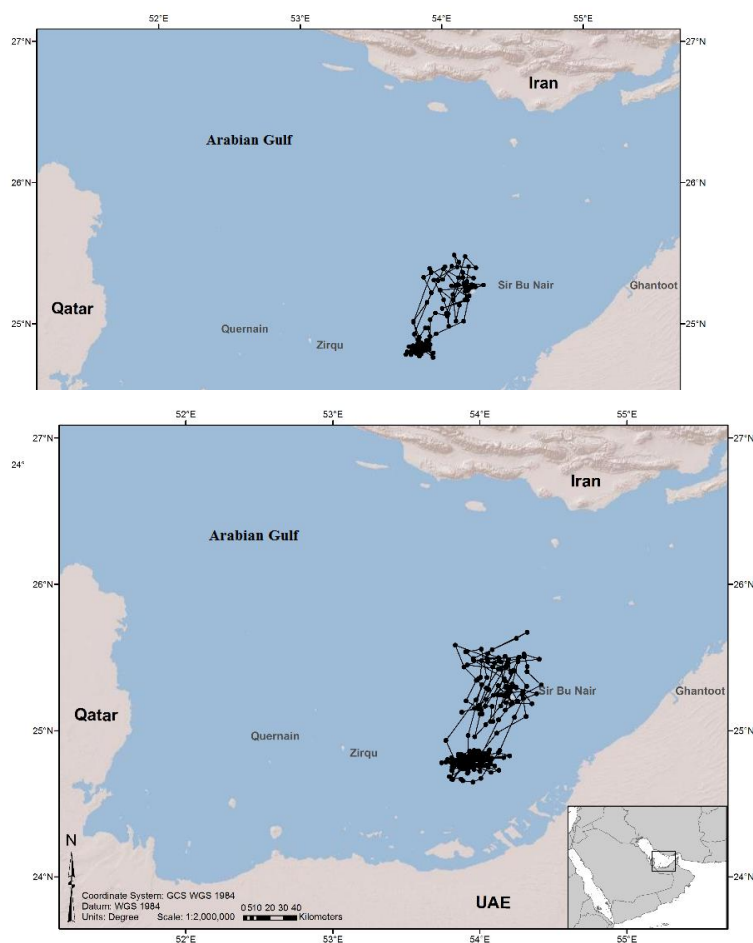 52°E 53°E 54°E 55°E
27°N 27°N
Iran
Arabian Gulf
26°N 26°N
Sir Bu Nair Ghantoot
Qatar
25°N 25°N
Quernain
Zirqu
52°E 53°E 54°E 55°E
27°N 27°N
24°
Iran
Arabian Gulf
26°N 26°N
Sir Bu Nair Ghantoot
Qatar
25°N 25°N
Quernain
Zirqu
N
24°N 24°N
Coordinate System: GCS WGS 1984
Datum: WGS 1984
UAE
Units: Degree Scale: 1:2,000,000 0 5 10 20 30 40 Kilometers
52°E 53°E 54°E 55°E